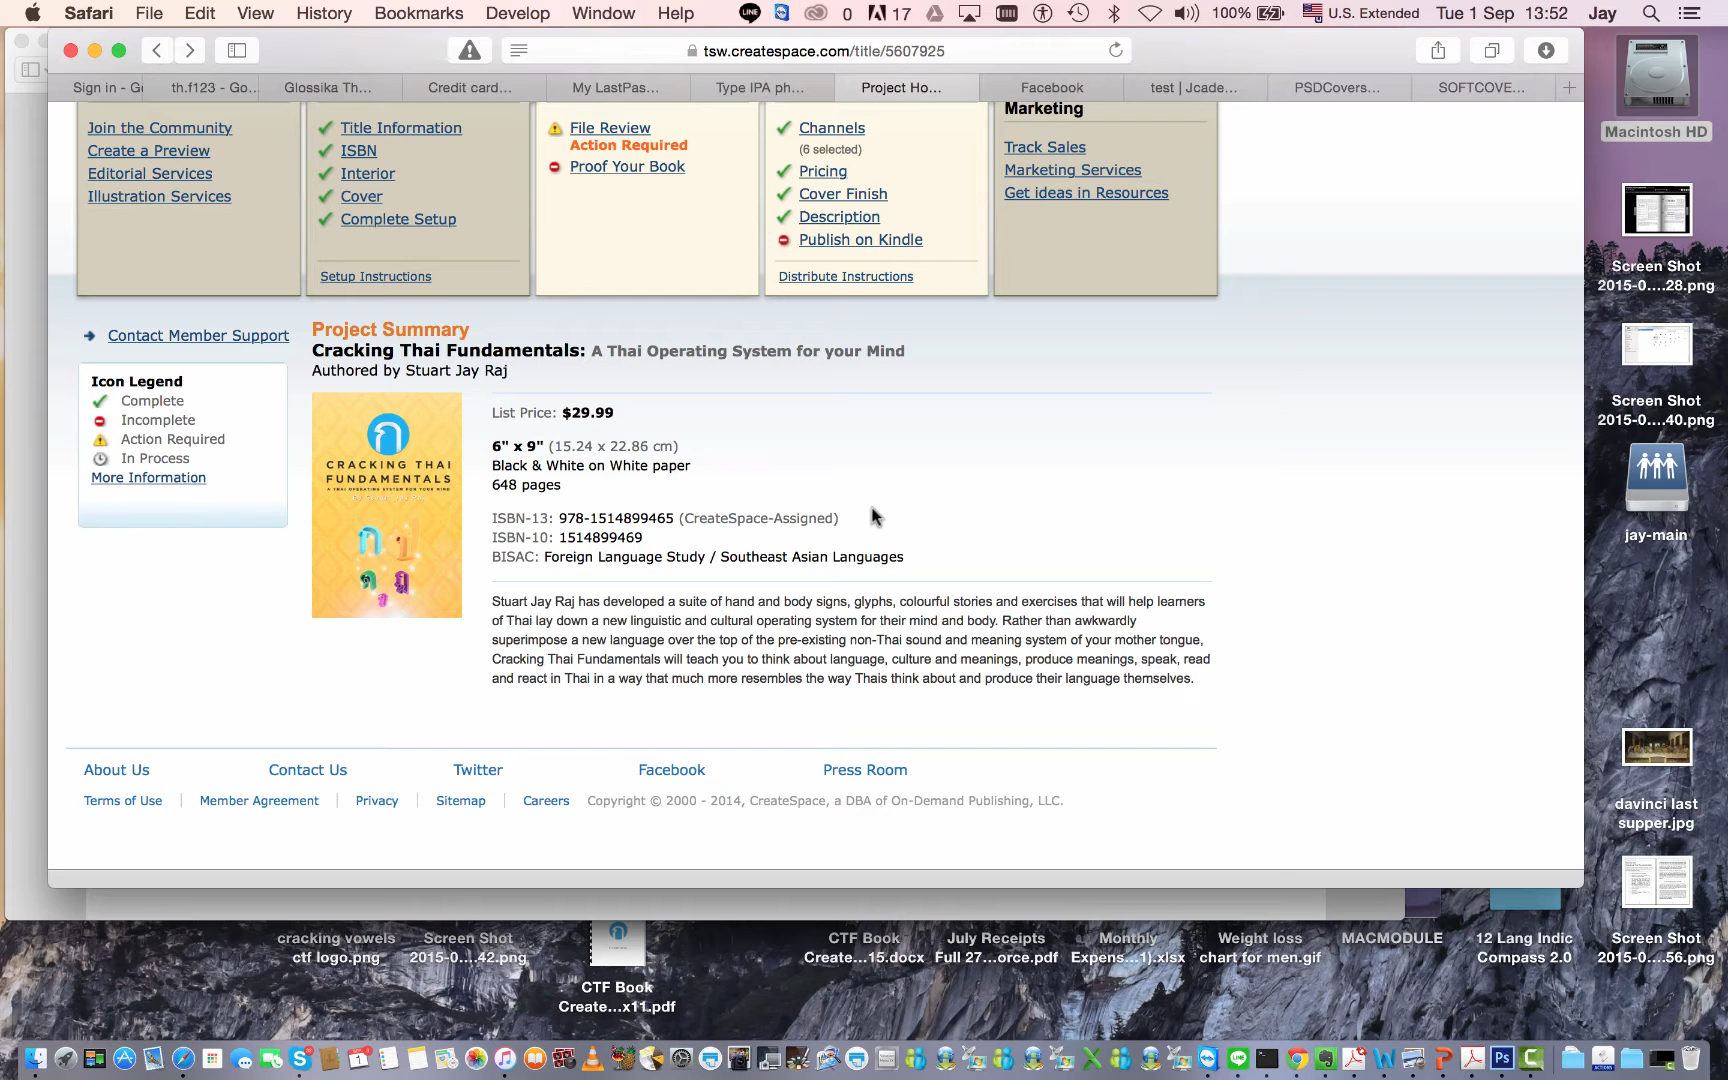 Safari File Edit View History Bookmarks Develop Window Help LINE 0 17 100% U.S. Extended Tue 1 Sep 13:52 Jay
tsw.createspace.com/title/5607925
Sign in - G th.f123 - Go... Glossika Th... Credit card... My LastPas... Type IPA ph... Project Ho... Facebook test | Jcade... PSDCovers... SOFTCOVE...
Macintosh HD
Join the Community
Create a Preview
Editorial Services
Illustration Services
Title Information
ISBN
Interior
Cover
Complete Setup
Setup Instructions
File Review
Action Required
Proof Your Book
Channels
(6 selected)
Pricing
Cover Finish
Description
Publish on Kindle
Distribute Instructions
Marketing
Track Sales
Marketing Services
Get ideas in Resources
Screen Shot
2015-0....28.png
Contact Member Support
Icon Legend
Complete
Incomplete
Action Required
In Process
More Information
Project Summary
Cracking Thai Fundamentals: A Thai Operating System for your Mind
Authored by Stuart Jay Raj
CRACKING THAI
FUNDAMENTALS
A THAI OPERATING SYSTEM FOR YOUR MIND
By Stuart Jay Raj
List Price: $29.99
6" x 9" (15.24 x 22.86 cm)
Black & White on White paper
648 pages
ISBN-13: 978-1514899465 (CreateSpace-Assigned)
ISBN-10: 1514899469
BISAC: Foreign Language Study / Southeast Asian Languages
Stuart Jay Raj has developed a suite of hand and body signs, glyphs, colourful stories and exercises that will help learners
of Thai lay down a new linguistic and cultural operating system for their mind and body. Rather than awkwardly
superimpose a new language over the top of the pre-existing non-Thai sound and meaning system of your mother tongue,
Cracking Thai Fundamentals will teach you to think about language, culture and meanings, produce meanings, speak, read
and react in Thai in a way that much more resembles the way Thais think about and produce their language themselves.
Screen Shot
2015-0....40.png
jay-main
davinci last
supper.jpg
About Us Contact Us Twitter Facebook Press Room
Terms of Use Member Agreement Privacy Sitemap Careers Copyright © 2000 - 2014, CreateSpace, a DBA of On-Demand Publishing, LLC.
cracking vowels
ctf logo.png
Screen Shot
2015-0....42.png
CTF Book
Create...x11.pdf
CTF Book
Create...15.docx
July Receipts
Full 27...orce.pdf
Monthly
Expens...1).xlsx
Weight loss
chart for men.gif
MACMODULE
12 Lang Indic
Compass 2.0
Screen Shot
2015-0....56.png